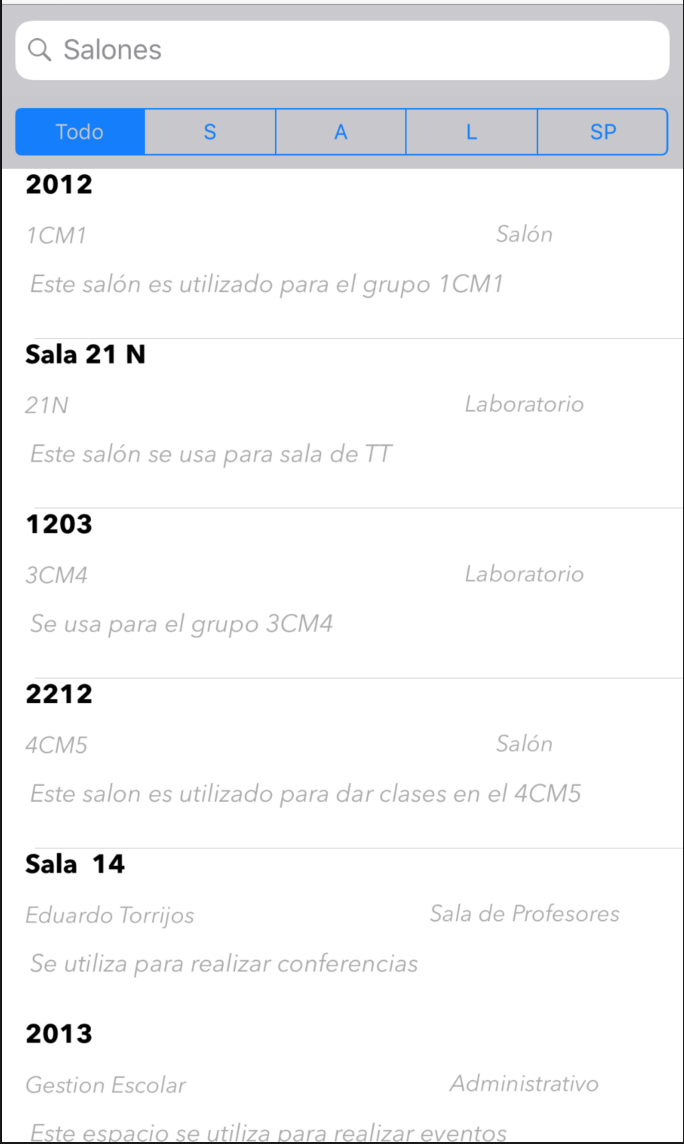 Salones
Todo S A L SP
2012
1CM1 Salón
Este salón es utilizado para el grupo 1CM1
Sala 21 N
21N Laboratorio
Este salón se usa para sala de TT
1203
3CM4 Laboratorio
Se usa para el grupo 3CM4
2212
4CM5 Salón
Este salon es utilizado para dar clases en el 4CM5
Sala 14
Eduardo Torrijos Sala de Profesores
Se utiliza para realizar conferencias
2013
Gestion Escolar Administrativo
Este espacio se utiliza para realizar eventos